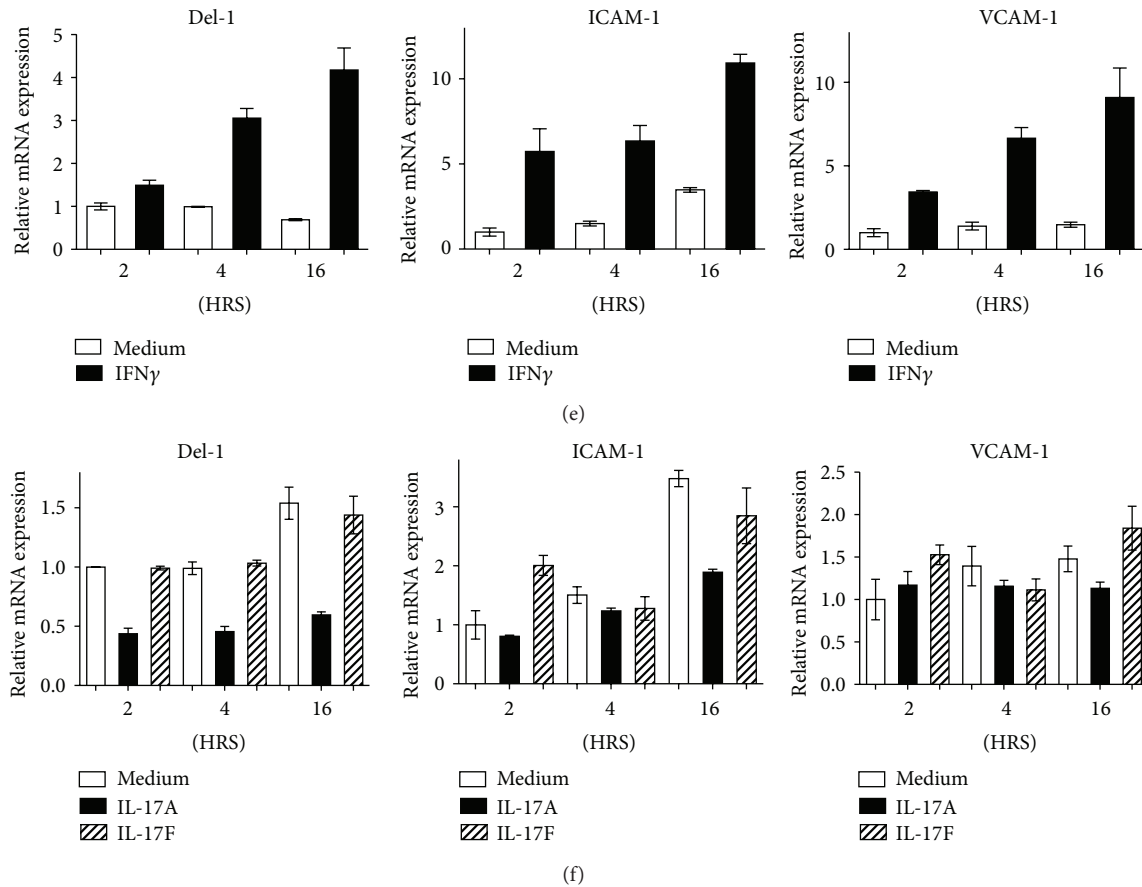 Del-1
Relative mRNA expression
5
4
3
2
1
0
2 4 16
(HRS)
Medium
IFNγ
ICAM-1
Relative mRNA expression
10
5
0
2 4 16
(HRS)
Medium
IFNγ
VCAM-1
Relative mRNA expression
10
5
0
2 4 16
(HRS)
Medium
IFNγ
(e)
Del-1
Relative mRNA expression
1.5
1.0
0.5
0.0
2 4 16
(HRS)
Medium
IL-17A
IL-17F
ICAM-1
Relative mRNA expression
3
2
1
0
2 4 16
(HRS)
Medium
IL-17A
IL-17F
VCAM-1
Relative mRNA expression
2.5
2.0
1.5
1.0
0.5
0.0
2 4 16
(HRS)
Medium
IL-17A
IL-17F
(f)